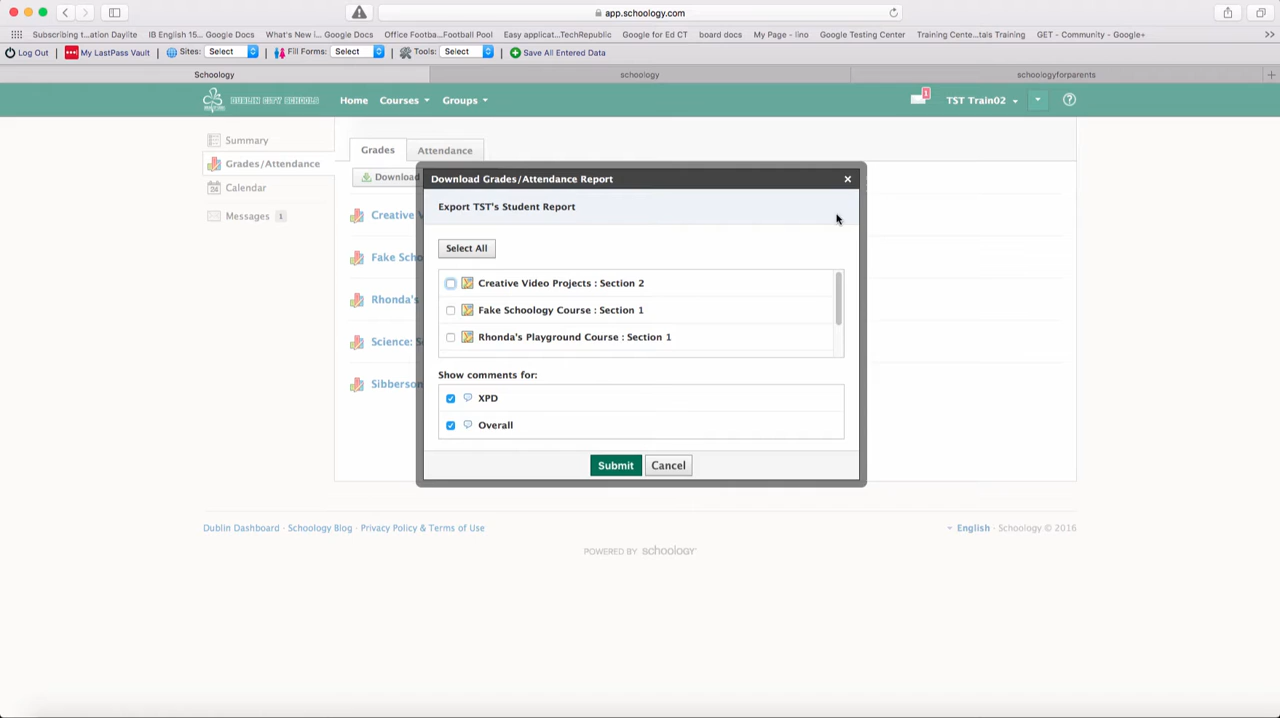 app.schoology.com
Subscribing t...ation Daylite IB English 15... Google Docs What's New i... Google Docs Office Footba...Football Pool Easy applicat...TechRepublic Google for Ed CT board docs My Page - lino Google Testing Center Training Cente...tals Training GET - Community - Google+
Log Out | My LastPass Vault | Sites: Select | Fill Forms: Select | Tools: Select | Save All Entered Data
Schoology schoology schoologyforparents
DUBLIN CITY SCHOOLS Home Courses Groups 1 TST Train02
Summary
Grades/Attendance
Calendar
24
Messages 1
Grades Attendance
Download
Creative V
Fake Scho
Rhonda's
Science: S
Sibberson
Download Grades/Attendance Report
Export TST's Student Report
Select All
Creative Video Projects : Section 2
Fake Schoology Course : Section 1
Rhonda's Playground Course : Section 1
Show comments for:
XPD
Overall
Submit Cancel
Dublin Dashboard · Schoology Blog · Privacy Policy & Terms of Use English · Schoology © 2016
POWERED BY schoology